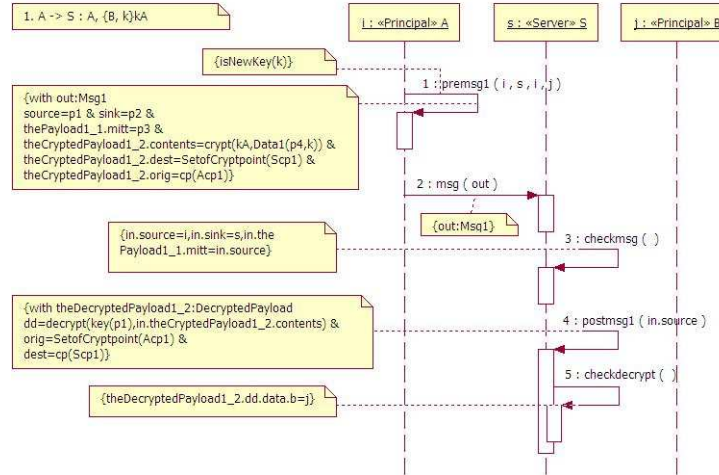 1. A -> S : A, {B, k}kA
i : «Principal» A
s : «Server» S
j : «Principal» B
{isNewKey(k)}
1 : premsg1 ( i , s , i , j )
{with out:Msg1
source=p1 & sink=p2 &
thePayload1_1.mitt=p3 &
theCryptedPayload1_2.contents=crypt(kA,Data1(p4,k)) &
theCryptedPayload1_2.dest=SetofCryptpoint(Scp1) &
theCryptedPayload1_2.orig=cp(Acp1)}
2 : msg ( out )
{out:Msg1}
{in.source=i,in.sink=s,in.the
Payload1_1.mitt=in.source}
3 : checkmsg ( )
{with theDecryptedPayload1_2:DecryptedPayload
dd=decrypt(key(p1),in.theCryptedPayload1_2.contents) &
orig=SetofCryptpoint(Acp1) &
dest=cp(Scp1)}
4 : postmsg1 ( in.source )
5 : checkdecrypt ( )
{theDecryptedPayload1_2.dd.data.b=j}